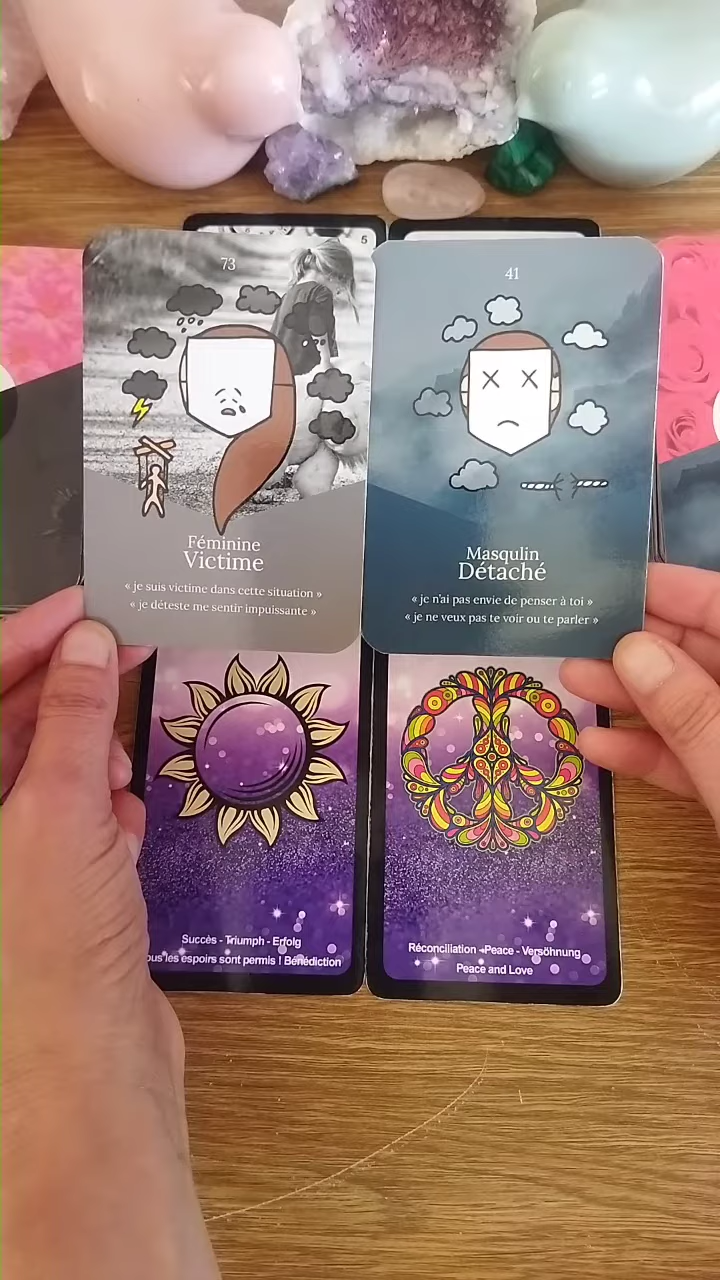 5
73
Féminine
Victime
« je suis victime dans cette situation »
« je déteste me sentir impuissante »
41
Masqulin
Détaché
« je n'ai pas envie de penser à toi »
« je ne veux pas te voir ou te parler »
Succès - Triumph - Erfolg
les espoirs sont permis ! Bénédiction
Réconciliation - Peace - Versöhnung
Peace and Love